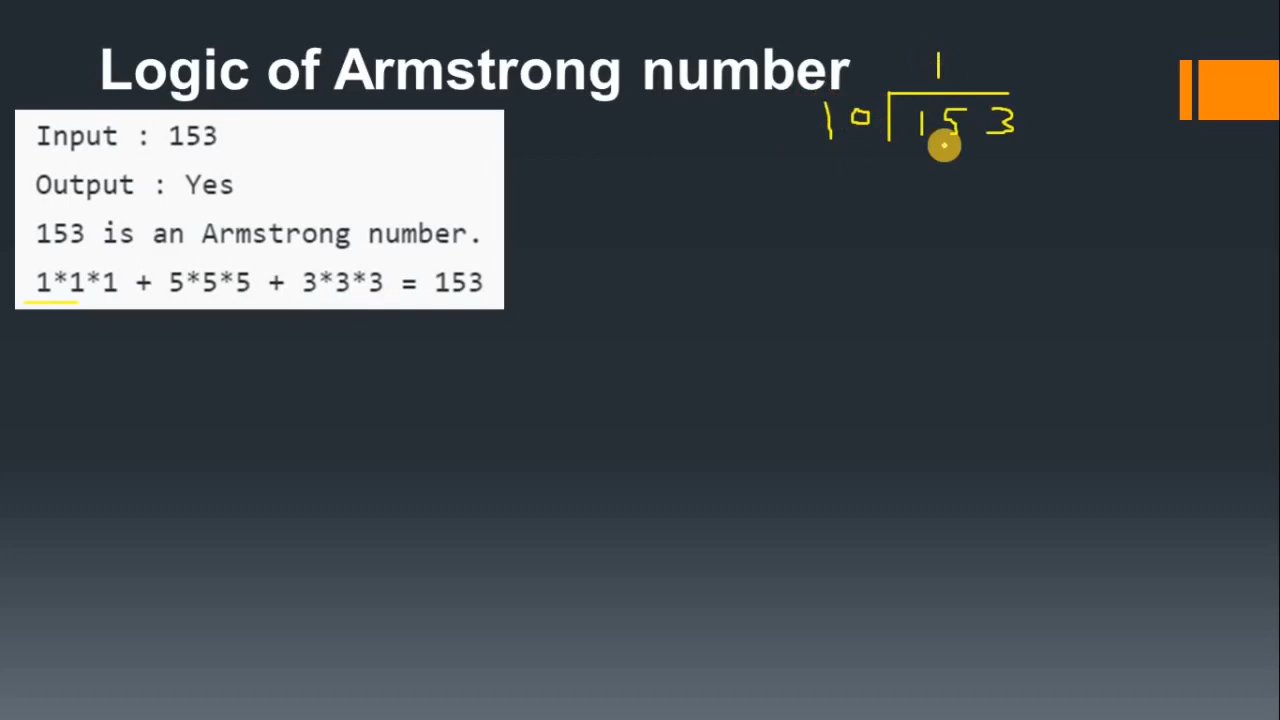 Logic of Armstrong number
1
10 153
Input : 153
Output : Yes
153 is an Armstrong number.
1*1*1 + 5*5*5 + 3*3*3 = 153